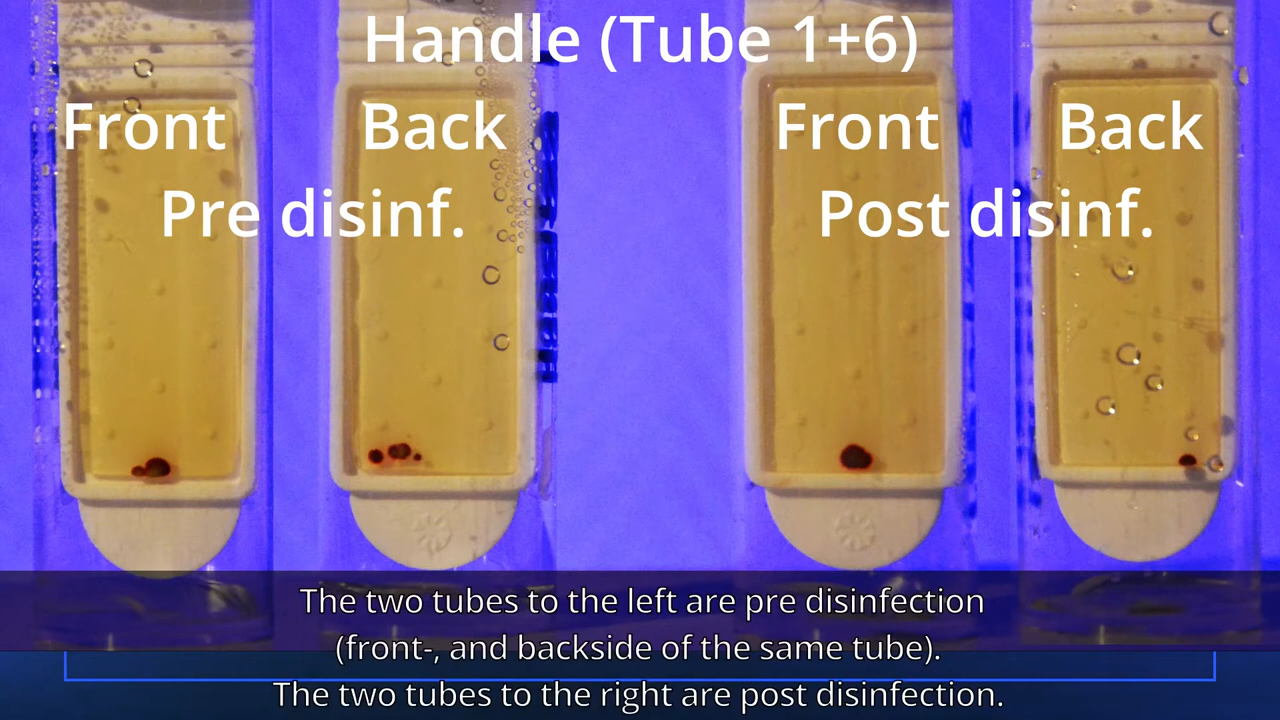 Handle (Tube 1+6)
Front Back Front Back
Pre disinf. Post disinf.
The two tubes to the left are pre disinfection
(front-, and backside of the same tube).
The two tubes to the right are post disinfection.